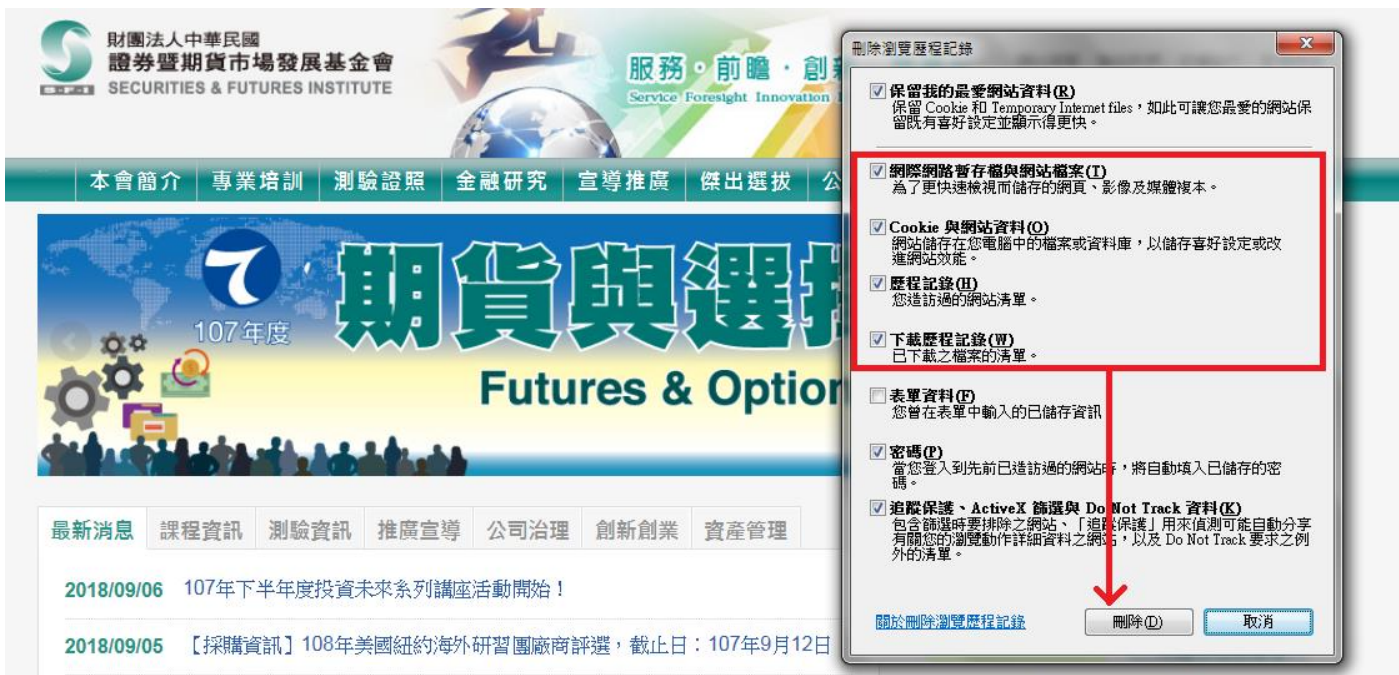 財團法人中華民國
證券暨期貨市場發展基金會
S-F-I SECURITIES & FUTURES INSTITUTE
服務・前瞻・創
Service Foresight Innovation
本會簡介 專業培訓 測驗證照 金融研究 宣導推廣 傑出選拔 公
7
107年度
期貨與選
Futures & Option
最新消息 課程資訊 測驗資訊 推廣宣導 公司治理 創新創業 資產管理
2018/09/06 107年下半年度投資未來系列講座活動開始！
2018/09/05 【採購資訊】108年美國紐約海外研習團廠商評選，截止日：107年9月12日
刪除瀏覽歷程記錄
保留我的最愛網站資料(R)
保留 Cookie 和 Temporary Internet files，如此可讓您最愛的網站保
留既有喜好設定並顯示得更快。
網際網路暫存檔與網站檔案(T)
為了更快速檢視而儲存的網頁、影像及媒體複本。
Cookie 與網站資料(O)
網站儲存在您電腦中的檔案或資料庫，以儲存喜好設定或改
進網站效能。
歷程記錄(H)
您造訪過的網站清單。
下載歷程記錄(W)
已下載之檔案的清單。
表單資料(F)
您曾在表單中輸入的已儲存資訊
密碼(P)
當您登入到先前已造訪過的網站時，將自動填入已儲存的密
碼。
追蹤保護、ActiveX 篩選與 Do Not Track 資料(K)
包含篩選時要排除之網站、「追蹤保護」用來偵測可能自動分享
有關您的瀏覽動作詳細資料之網站，以及 Do Not Track 要求之例
外的清單。
關於刪除瀏覽歷程記錄 刪除(D) 取消